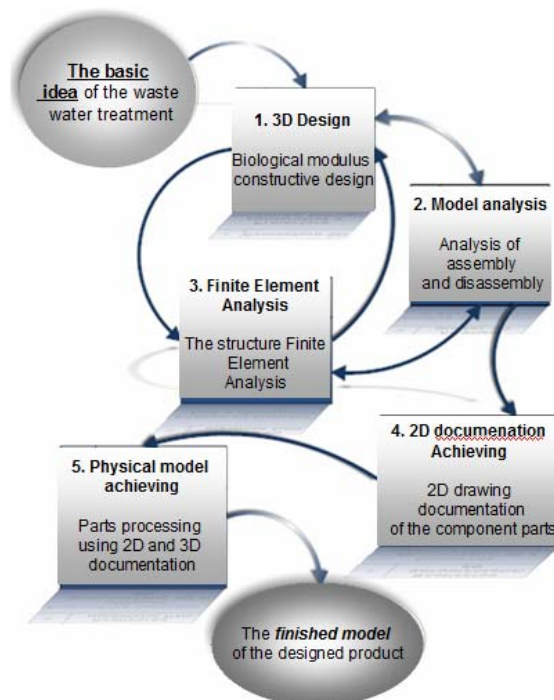 The basic
idea of the waste
water treatment
1. 3D Design
Biological modulus
constructive design
2. Model analysis
Analysis of
assembly
and disassembly
3. Finite Element
Analysis
The structure Finite
Element
Analysis
4. 2D documenation
Achieving
2D drawing
documentation
of the component parts
5. Physical model
achieving
Parts processing
using 2D and 3D
documentation
The finished model
of the designed product